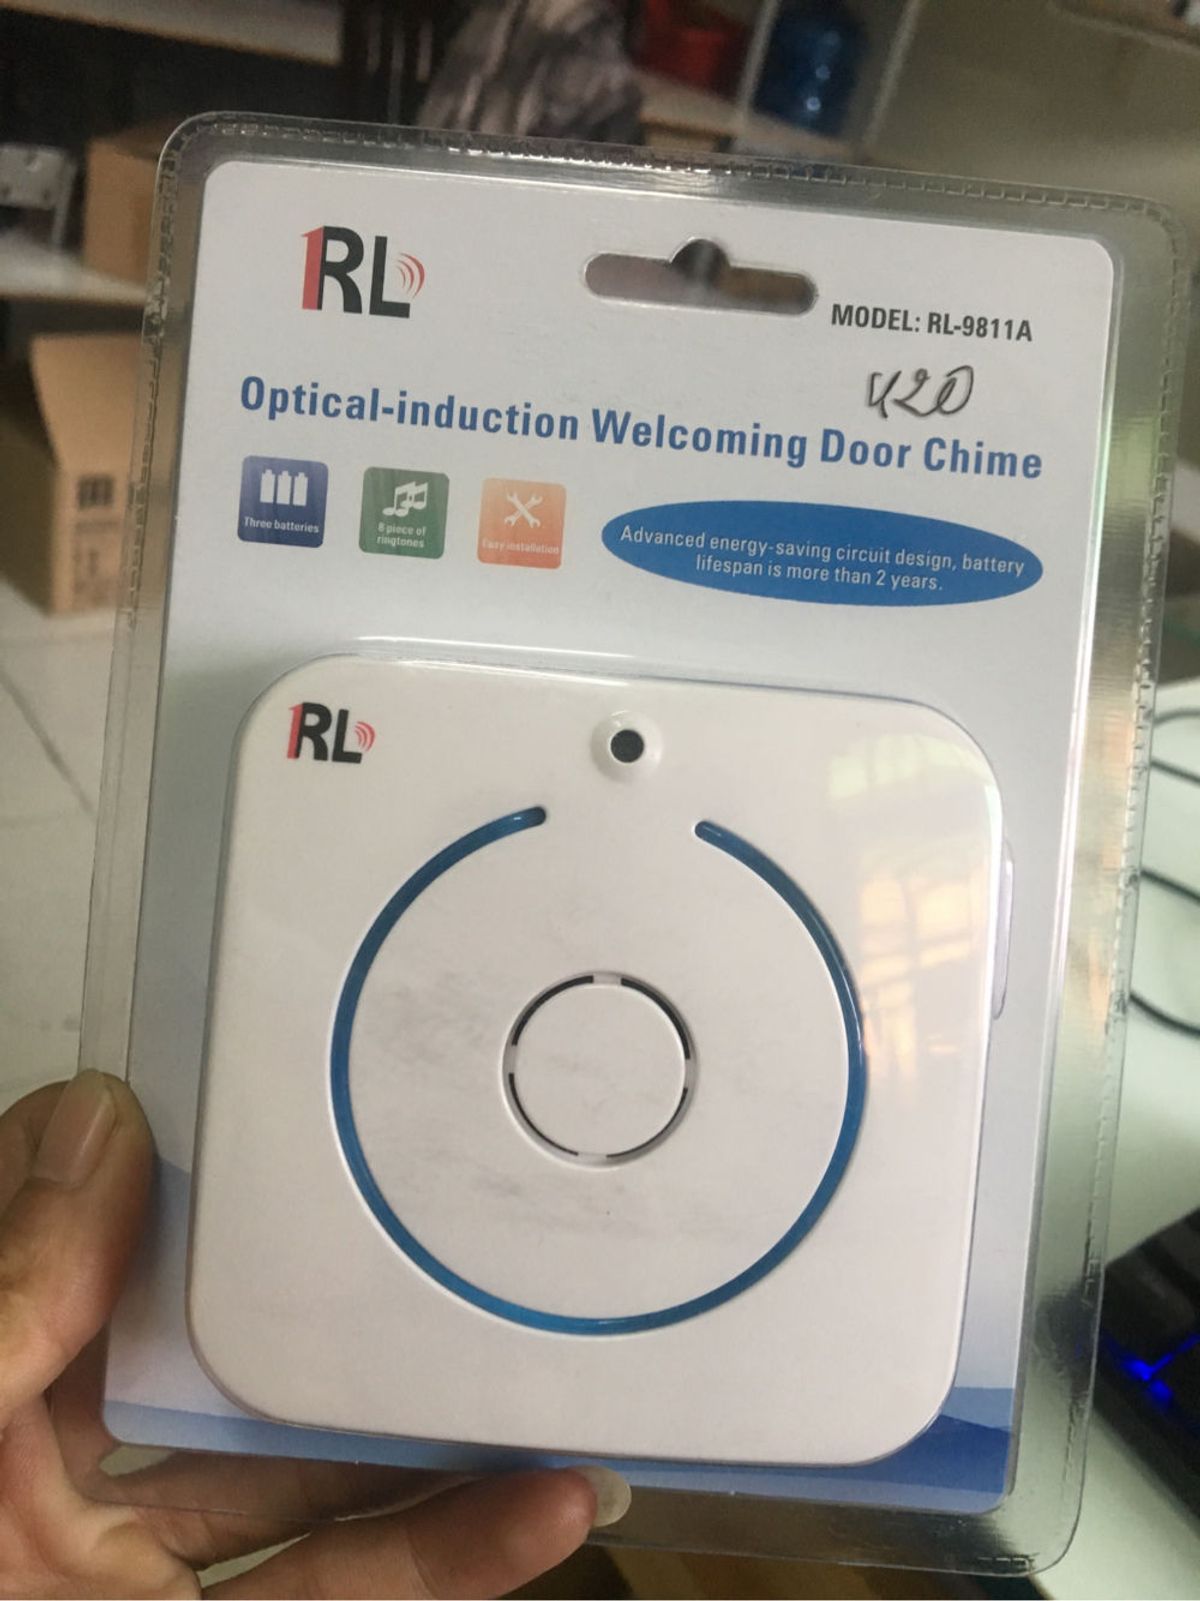 RL
MODEL: RL-9811A
420
Optical-induction Welcoming Door Chime
Three batteries
8 piece of
ringtones
Easy installation
Advanced energy-saving circuit design, battery
lifespan is more than 2 years.
RL